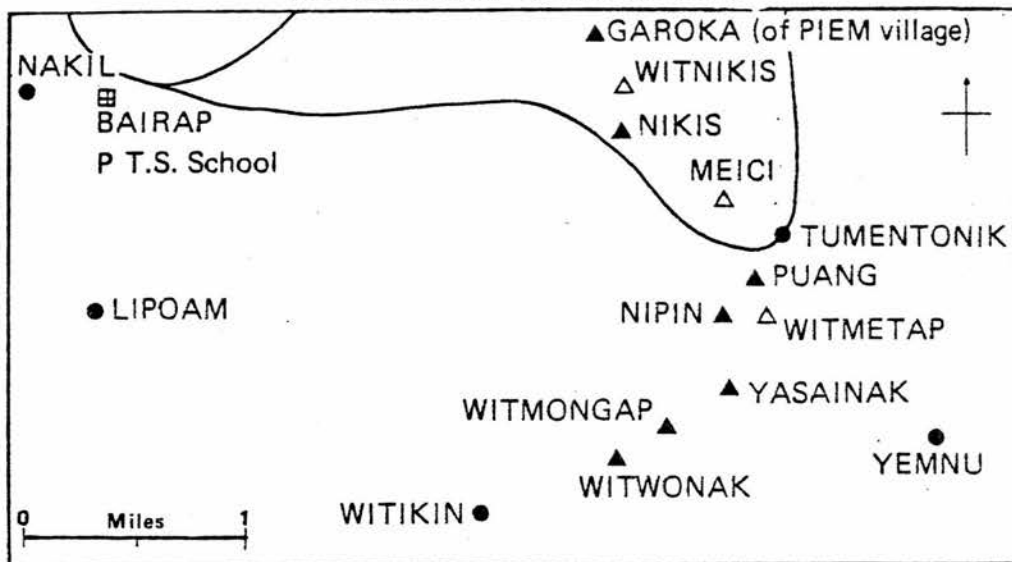 GAROKA (of PIEM village)
NAKIL
WITNIKIS
BAIRAP
NIKIS
P T.S. School
MEICI
TUMENTONIK
PUANG
LIPOAM
NIPIN
WITMETAP
YASAINAK
WITMONGAP
YEMNU
WITWONAK
WITIKIN
0 Miles 1